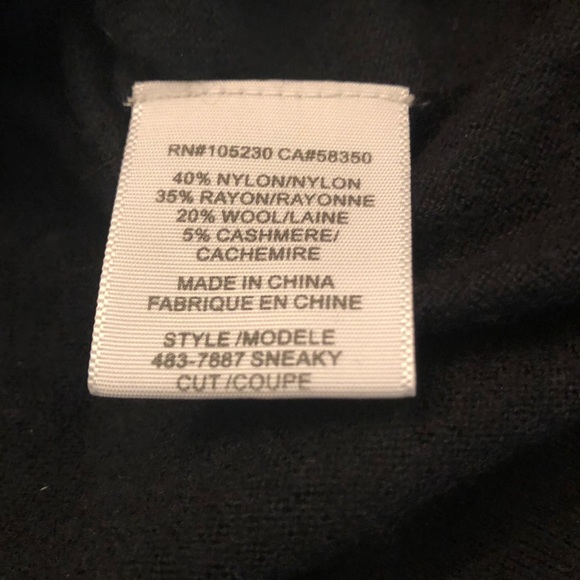 RN#105230 CA#58350
40% NYLON/NYLON
35% RAYON/RAYONNE
20% WOOL/LAINE
5% CASHMERE/
CACHEMIRE
MADE IN CHINA
FABRIQUE EN CHINE
STYLE /MODELE
483-7887 SNEAKY
CUT /COUPE